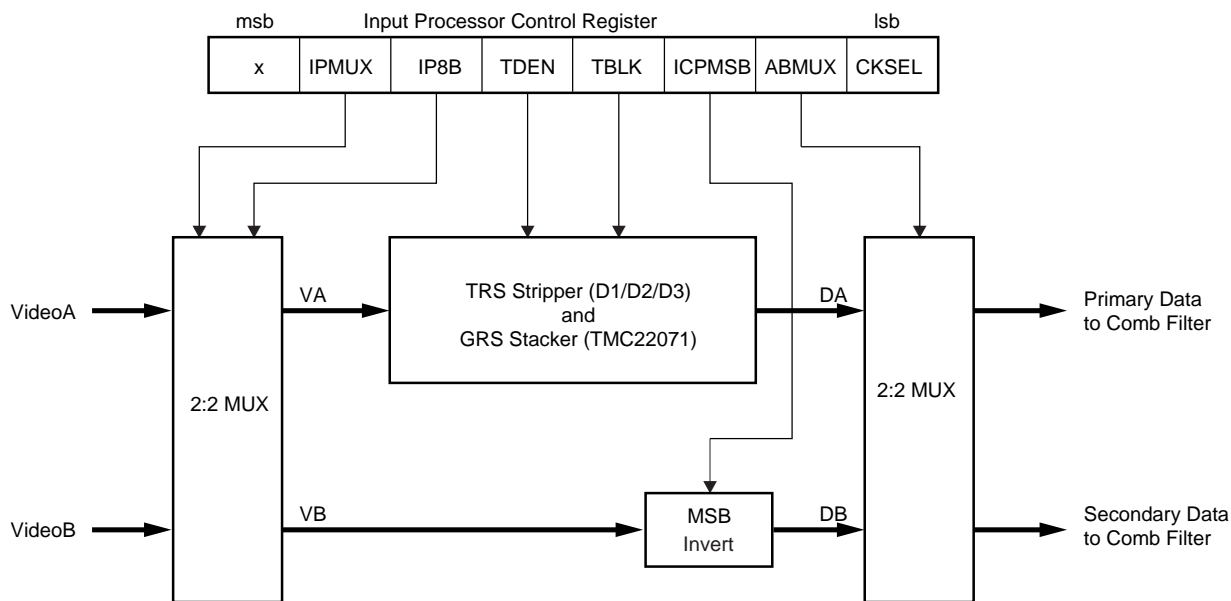 msb Input Processor Control Register lsb
x IPMUX IP8B TDEN TBLK ICPMSB ABMUX CKSEL
VideoA
VA
TRS Stripper (D1/D2/D3)
and
GRS Stacker (TMC22071)
DA
Primary Data
to Comb Filter
2:2 MUX
2:2 MUX
VideoB
VB
MSB
Invert
DB
Secondary Data
to Comb Filter